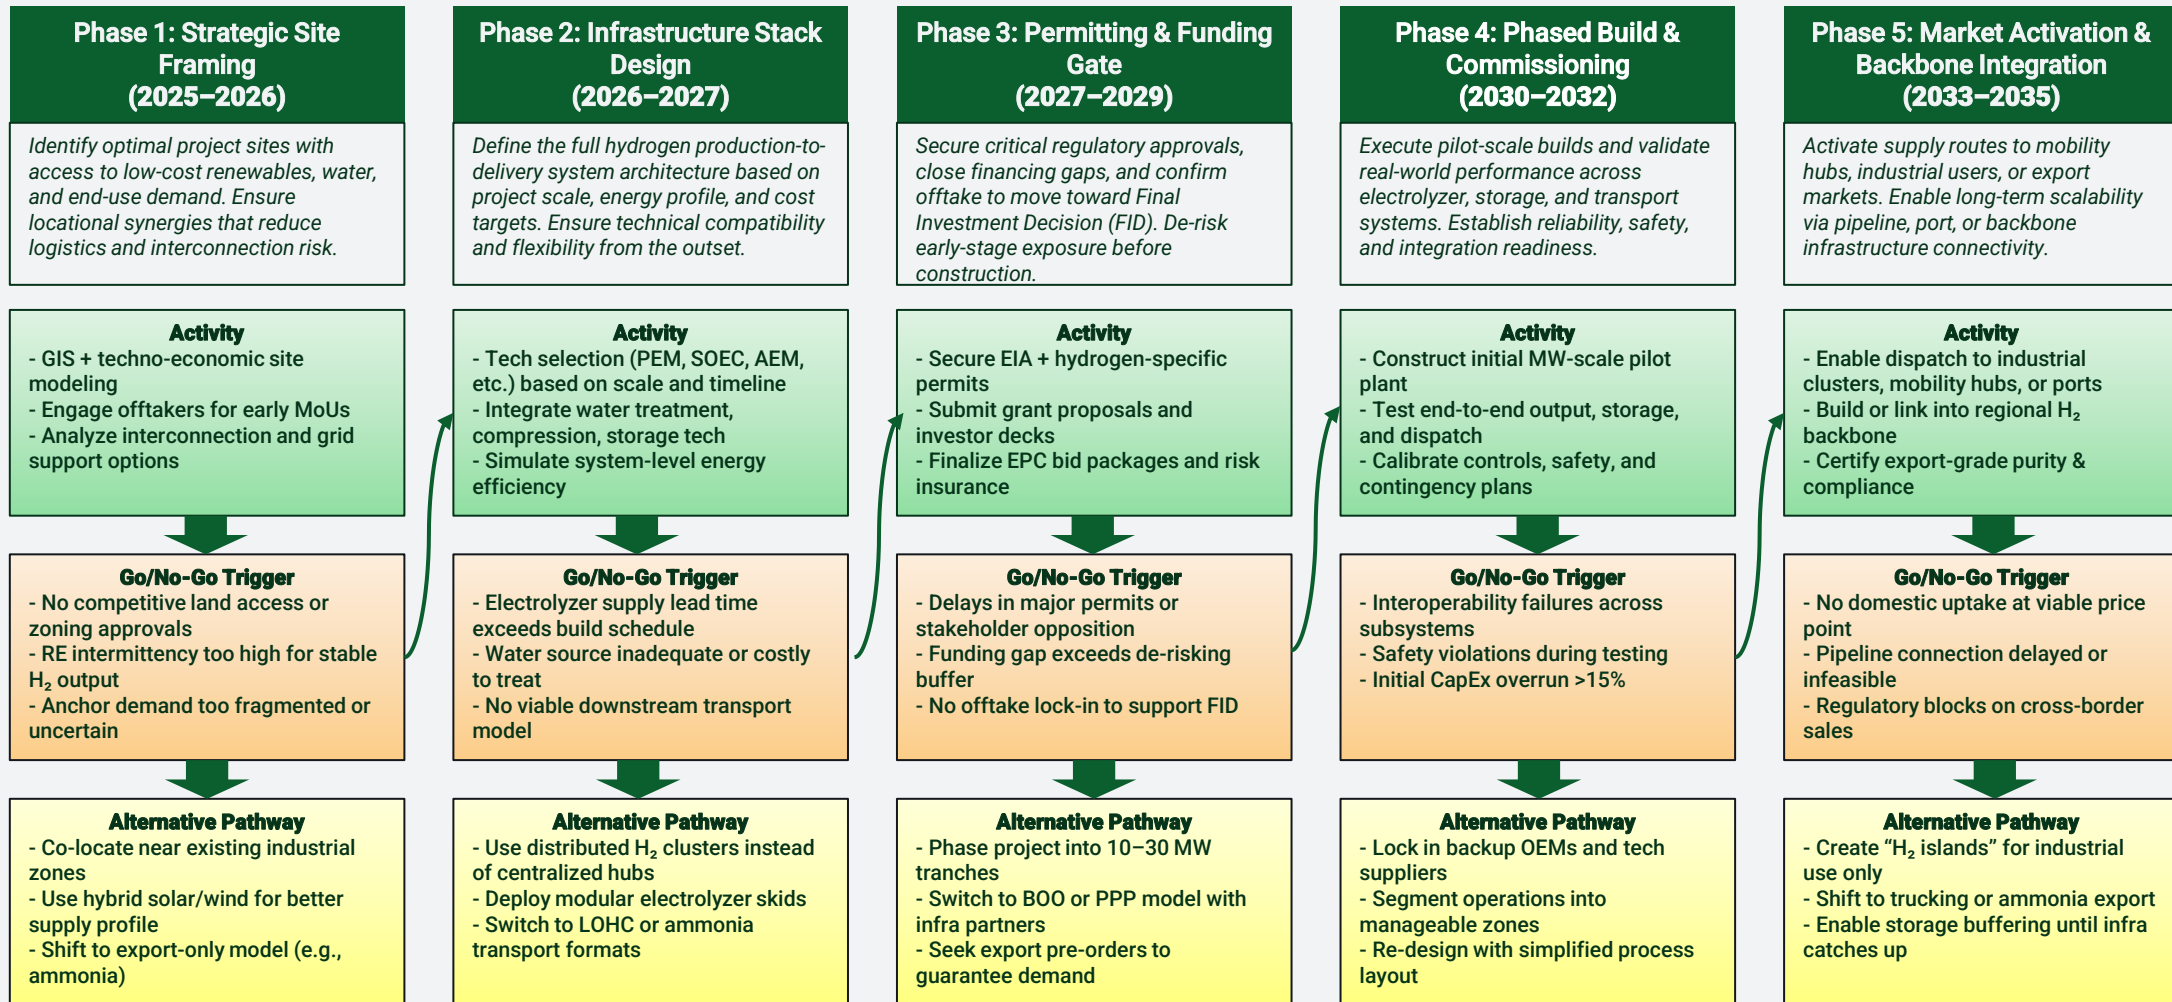 Phase 1: Strategic Site
Framing
(2025–2026)
Identify optimal project sites with
access to low-cost renewables, water,
and end-use demand. Ensure
locational synergies that reduce
logistics and interconnection risk.
Activity
- GIS + techno-economic site
modeling
- Engage offtakers for early MoUs
- Analyze interconnection and grid
support options
Go/No-Go Trigger
- No competitive land access or
zoning approvals
- RE intermittency too high for stable
H₂ output
- Anchor demand too fragmented or
uncertain
Alternative Pathway
- Co-locate near existing industrial
zones
- Use hybrid solar/wind for better
supply profile
- Shift to export-only model (e.g.,
ammonia)
Phase 2: Infrastructure Stack
Design
(2026–2027)
Define the full hydrogen production-to-
delivery system architecture based on
project scale, energy profile, and cost
targets. Ensure technical compatibility
and flexibility from the outset.
Activity
- Tech selection (PEM, SOEC, AEM,
etc.) based on scale and timeline
- Integrate water treatment,
compression, storage tech
- Simulate system-level energy
efficiency
Go/No-Go Trigger
- Electrolyzer supply lead time
exceeds build schedule
- Water source inadequate or costly
to treat
- No viable downstream transport
model
Alternative Pathway
- Use distributed H₂ clusters instead
of centralized hubs
- Deploy modular electrolyzer skids
- Switch to LOHC or ammonia
transport formats
Phase 3: Permitting & Funding
Gate
(2027–2029)
Secure critical regulatory approvals,
close financing gaps, and confirm
offtake to move toward Final
Investment Decision (FID). De-risk
early-stage exposure before
construction.
Activity
- Secure EIA + hydrogen-specific
permits
- Submit grant proposals and
investor decks
- Finalize EPC bid packages and risk
insurance
Go/No-Go Trigger
- Delays in major permits or
stakeholder opposition
- Funding gap exceeds de-risking
buffer
- No offtake lock-in to support FID
Alternative Pathway
- Phase project into 10–30 MW
tranches
- Switch to BOO or PPP model with
infra partners
- Seek export pre-orders to
guarantee demand
Phase 4: Phased Build &
Commissioning
(2030–2032)
Execute pilot-scale builds and validate
real-world performance across
electrolyzer, storage, and transport
systems. Establish reliability, safety,
and integration readiness.
Activity
- Construct initial MW-scale pilot
plant
- Test end-to-end output, storage,
and dispatch
- Calibrate controls, safety, and
contingency plans
Go/No-Go Trigger
- Interoperability failures across
subsystems
- Safety violations during testing
- Initial CapEx overrun >15%
Alternative Pathway
- Lock in backup OEMs and tech
suppliers
- Segment operations into
manageable zones
- Re-design with simplified process
layout
Phase 5: Market Activation &
Backbone Integration
(2033–2035)
Activate supply routes to mobility
hubs, industrial users, or export
markets. Enable long-term scalability
via pipeline, port, or backbone
infrastructure connectivity.
Activity
- Enable dispatch to industrial
clusters, mobility hubs, or ports
- Build or link into regional H₂
backbone
- Certify export-grade purity &
compliance
Go/No-Go Trigger
- No domestic uptake at viable price
point
- Pipeline connection delayed or
infeasible
- Regulatory blocks on cross-border
sales
Alternative Pathway
- Create “H₂ islands” for industrial
use only
- Shift to trucking or ammonia export
- Enable storage buffering until infra
catches up